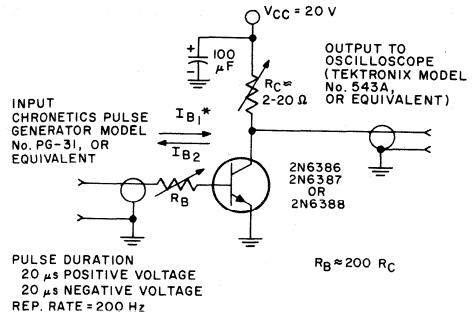 VCC = 20 V
+
100
μF
-
RC ≈
2-20 Ω
OUTPUT TO
OSCILLOSCOPE
(TEKTRONIX MODEL
No. 543A,
OR EQUIVALENT)
INPUT
CHRONETICS PULSE
GENERATOR MODEL
No. PG-31, OR
EQUIVALENT
IB1*
IB2
RB
2N6386
2N6387
OR
2N6388
PULSE DURATION
20 μs POSITIVE VOLTAGE
20 μs NEGATIVE VOLTAGE
REP. RATE = 200 Hz
RB ≈ 200 RC